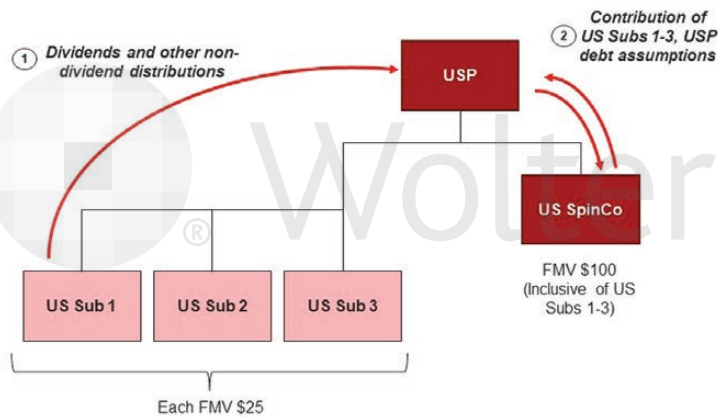 1 Dividends and other non-
dividend distributions
2 Contribution of
US Subs 1-3, USP
debt assumptions
USP
Wolter
®
US SpinCo
FMV $100
(Inclusive of US
Subs 1-3)
US Sub 1
US Sub 2
US Sub 3
Each FMV $25